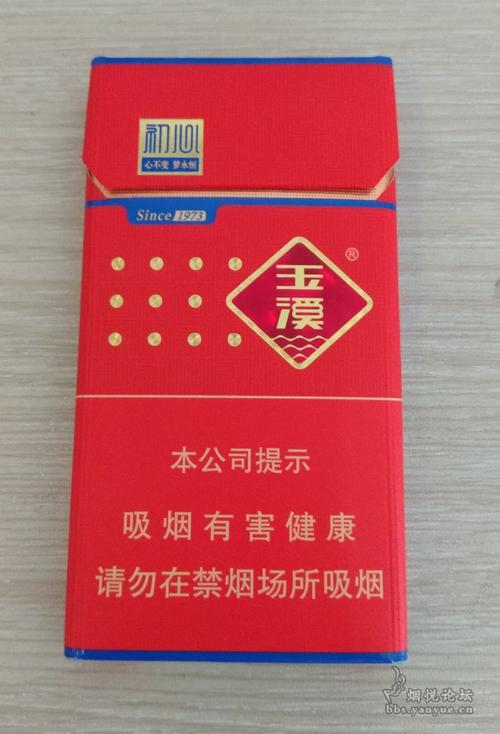 初心
心不变 梦永恒
Since 1973
玉溪®
本公司提示
吸烟有害健康
请勿在禁烟场所吸烟
烟悦论坛
bbs.yanyue.cn